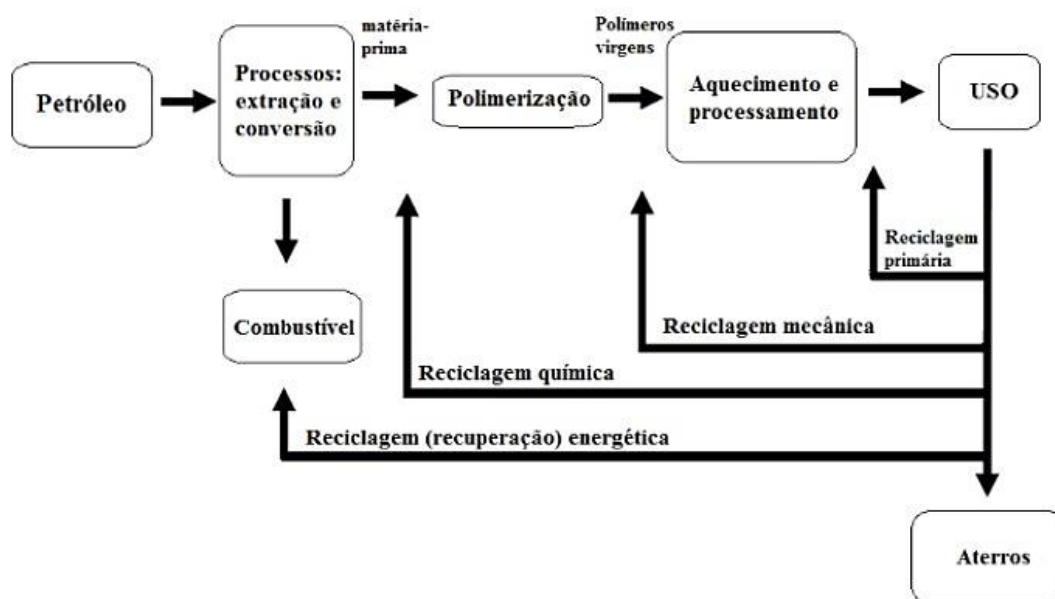 matéria-
prima
Polímeros
virgens
Petróleo
Processos:
extração e
conversão
Polimerização
Aquecimento e
processamento
USO
Reciclagem
primária
Combustível
Reciclagem mecânica
Reciclagem química
Reciclagem (recuperação) energética
Aterros